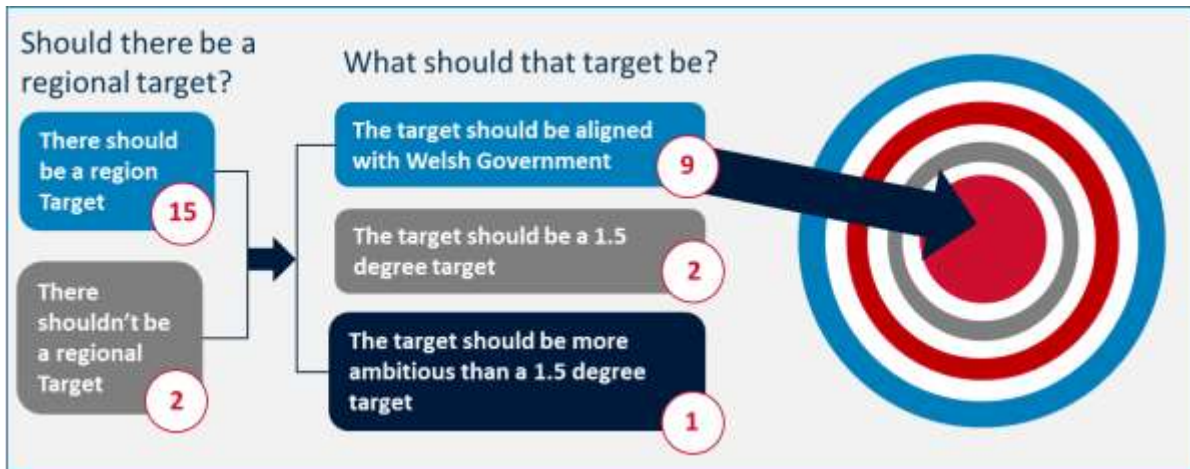 Should there be a
regional target?
There should
be a region
Target
15
There
shouldn't be
a regional
Target
2
What should that target be?
The target should be aligned
with Welsh Government
9
The target should be a 1.5
degree target
2
The target should be more
ambitious than a 1.5 degree
target
1